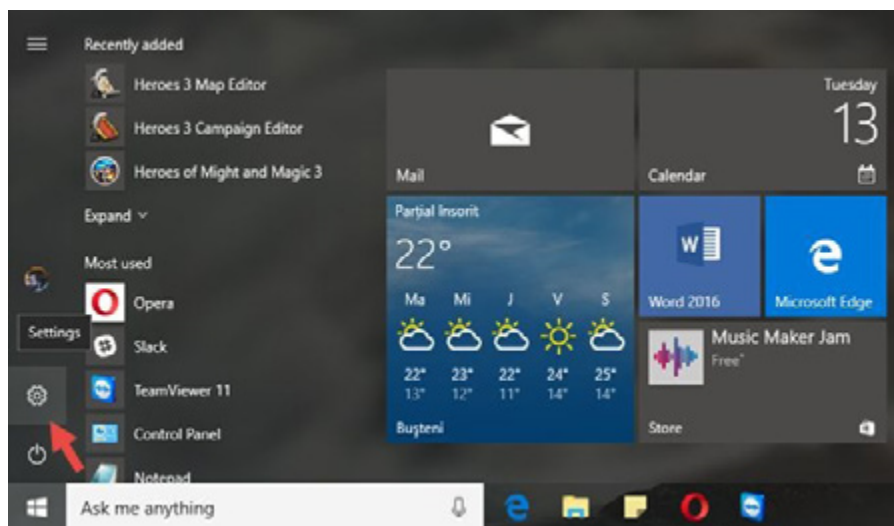 Recently added
Heroes 3 Map Editor
Heroes 3 Campaign Editor
Heroes of Might and Magic 3
Expand
Most used
Opera
Settings
Slack
TeamViewer 11
Control Panel
Notepad
Ask me anything
Mail
Tuesday
13
Calendar
Parțial însorit
22°
Ma Mi J V S
22° 23° 22° 24° 25°
13° 12° 11° 14° 14°
Bușteni
Word 2016
Microsoft Edge
Music Maker Jam
Free*
Store